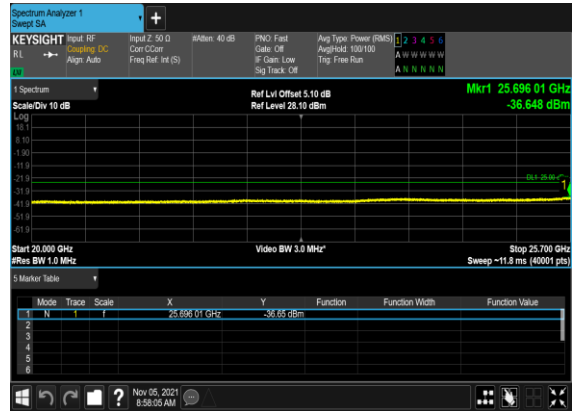 Spectrum Analyzer 1
Swept SA
+
KEYSIGHT Input: RF Input Z: 50 Ω #Atten: 40 dB PNO: Fast Avg Type: Power (RMS) 1 2 3 4 5 6
RL Coupling: DC Corr CCorr Gate: Off Avg|Hold: 100/100 A W W W W W
Align: Auto Freq Ref: Int (S) IF Gain: Low Trig: Free Run
Sig Track: Off A N N N N N
1 Spectrum Ref Lvl Offset 5.10 dB Mkr1 25.696 01 GHz
Scale/Div 10 dB Ref Level 28.10 dBm -36.648 dBm
Log
18.1
8.10
-1.90
-11.9
-21.9
DL1 -25.00
1
-31.9
-41.9
-51.9
-61.9
Start 20.000 GHz Video BW 3.0 MHz* Stop 25.700 GHz
#Res BW 1.0 MHz Sweep ~11.8 ms (40001 pts)
5 Marker Table
Mode Trace Scale X Y Function Function Width Function Value
1 N 1 f 25.696 01 GHz -36.65 dBm
2
3
4
5
6
? Nov 05, 2021
8:58:05 AM